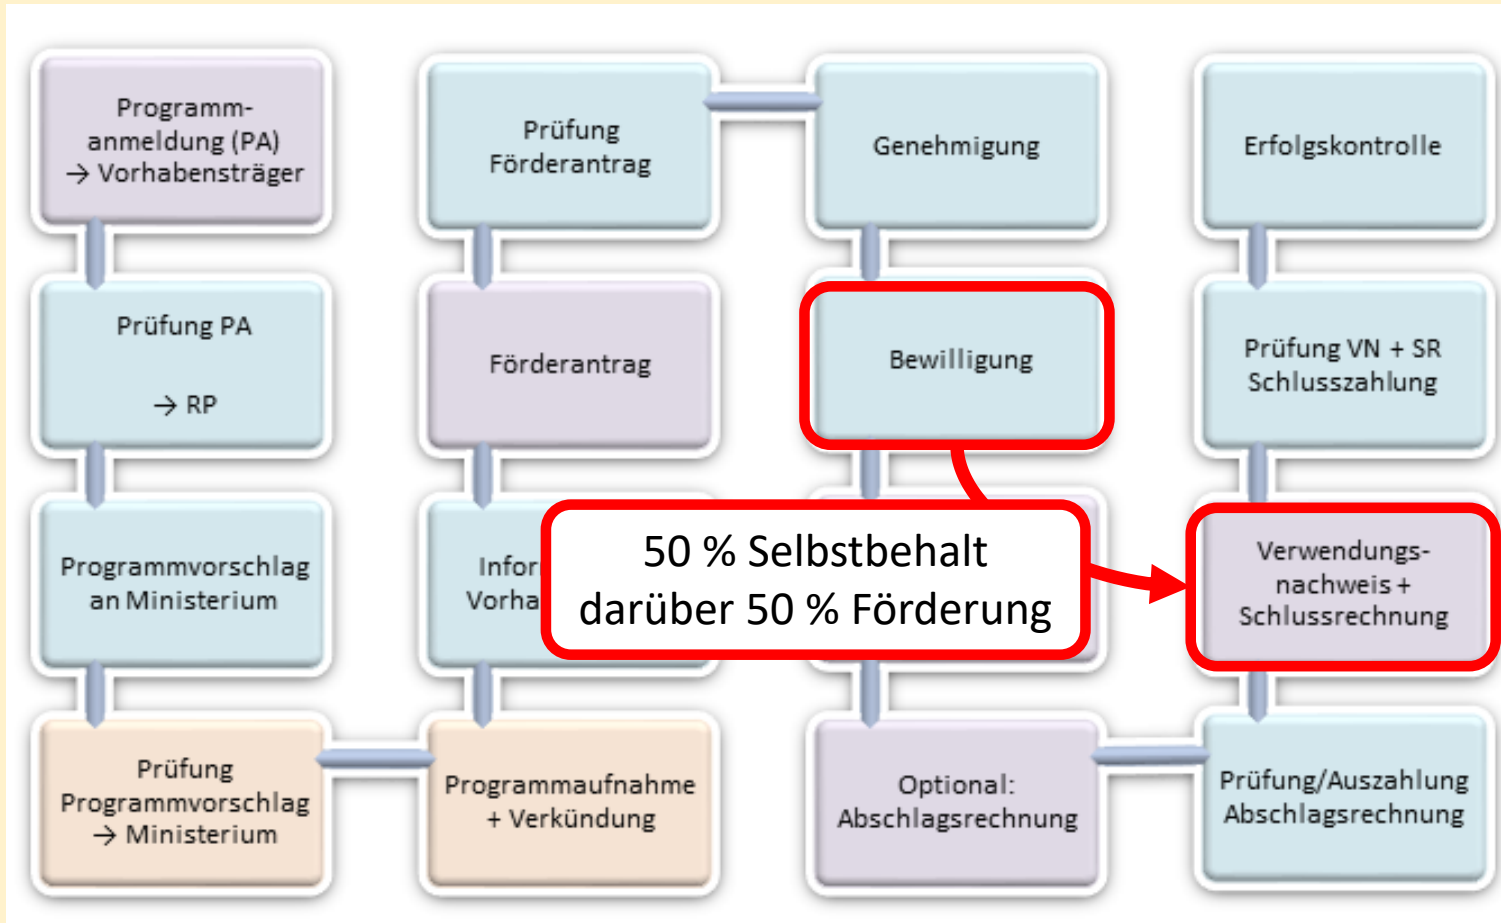 Programm-
anmeldung (PA)
→ Vorhabensträger
Prüfung PA
→ RP
Programmvorschlag
an Ministerium
Prüfung
Programmvorschlag
→ Ministerium
Prüfung
Förderantrag
Förderantrag
Programmaufnahme
+ Verkündung
Genehmigung
Bewilligung
50 % Selbstbehalt
darüber 50 % Förderung
Optional:
Abschlagsrechnung
Erfolgskontrolle
Prüfung VN + SR
Schlusszahlung
Verwendungs-
nachweis +
Schlussrechnung
Prüfung/Auszahlung
Abschlagsrechnung